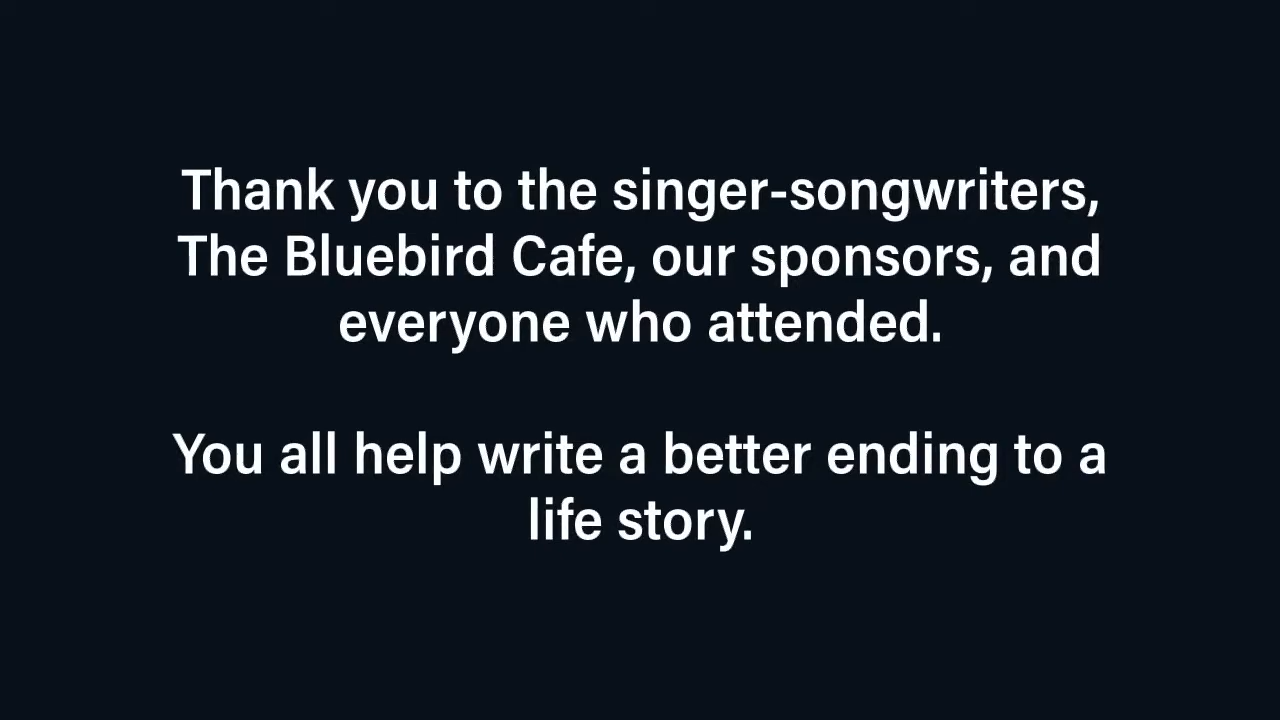 Thank you to the singer-songwriters,
The Bluebird Cafe, our sponsors, and
everyone who attended.
You all help write a better ending to a
life story.